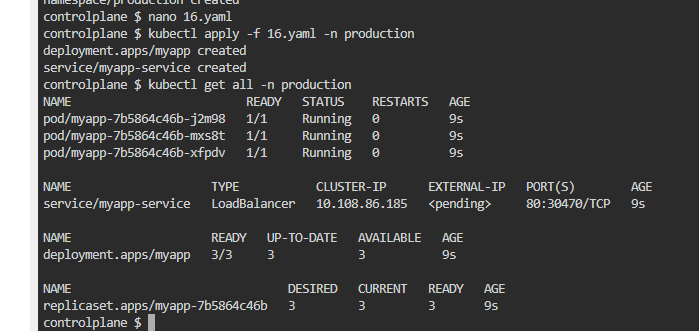 namespace/production created
controlplane $ nano 16.yaml
controlplane $ kubectl apply -f 16.yaml -n production
deployment.apps/myapp created
service/myapp-service created
controlplane $ kubectl get all -n production
NAME                         READY   STATUS    RESTARTS   AGE
pod/myapp-7b5864c46b-j2m98   1/1     Running   0          9s
pod/myapp-7b5864c46b-mxs8t   1/1     Running   0          9s
pod/myapp-7b5864c46b-xfpdv   1/1     Running   0          9s

NAME                    TYPE           CLUSTER-IP      EXTERNAL-IP   PORT(S)        AGE
service/myapp-service   LoadBalancer   10.108.86.185   <pending>     80:30470/TCP   9s

NAME                    READY   UP-TO-DATE   AVAILABLE   AGE
deployment.apps/myapp   3/3     3            3           9s

NAME                               DESIRED   CURRENT   READY   AGE
replicaset.apps/myapp-7b5864c46b   3         3         3       9s
controlplane $